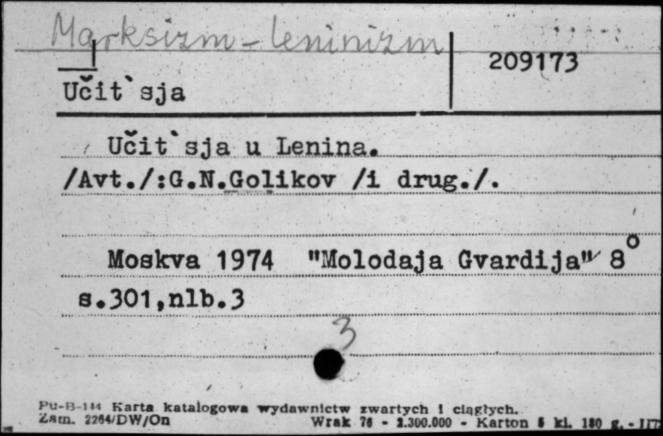 Marksizm-leninizm
209173
Učit`sja
Učit`sja u Lenina.
/Avt./:G.N.Golikov /i drug./.
Moskva 1974 "Molodaja Gvardija" 8°
s.301,nlb.3
3
Pu-B-144 Karta katalogowa wydawnictw zwartych i ciągłych.
Zam. 2264/DW/On Wrak 76 - 2.300.000 - Karton kl. 180 g.